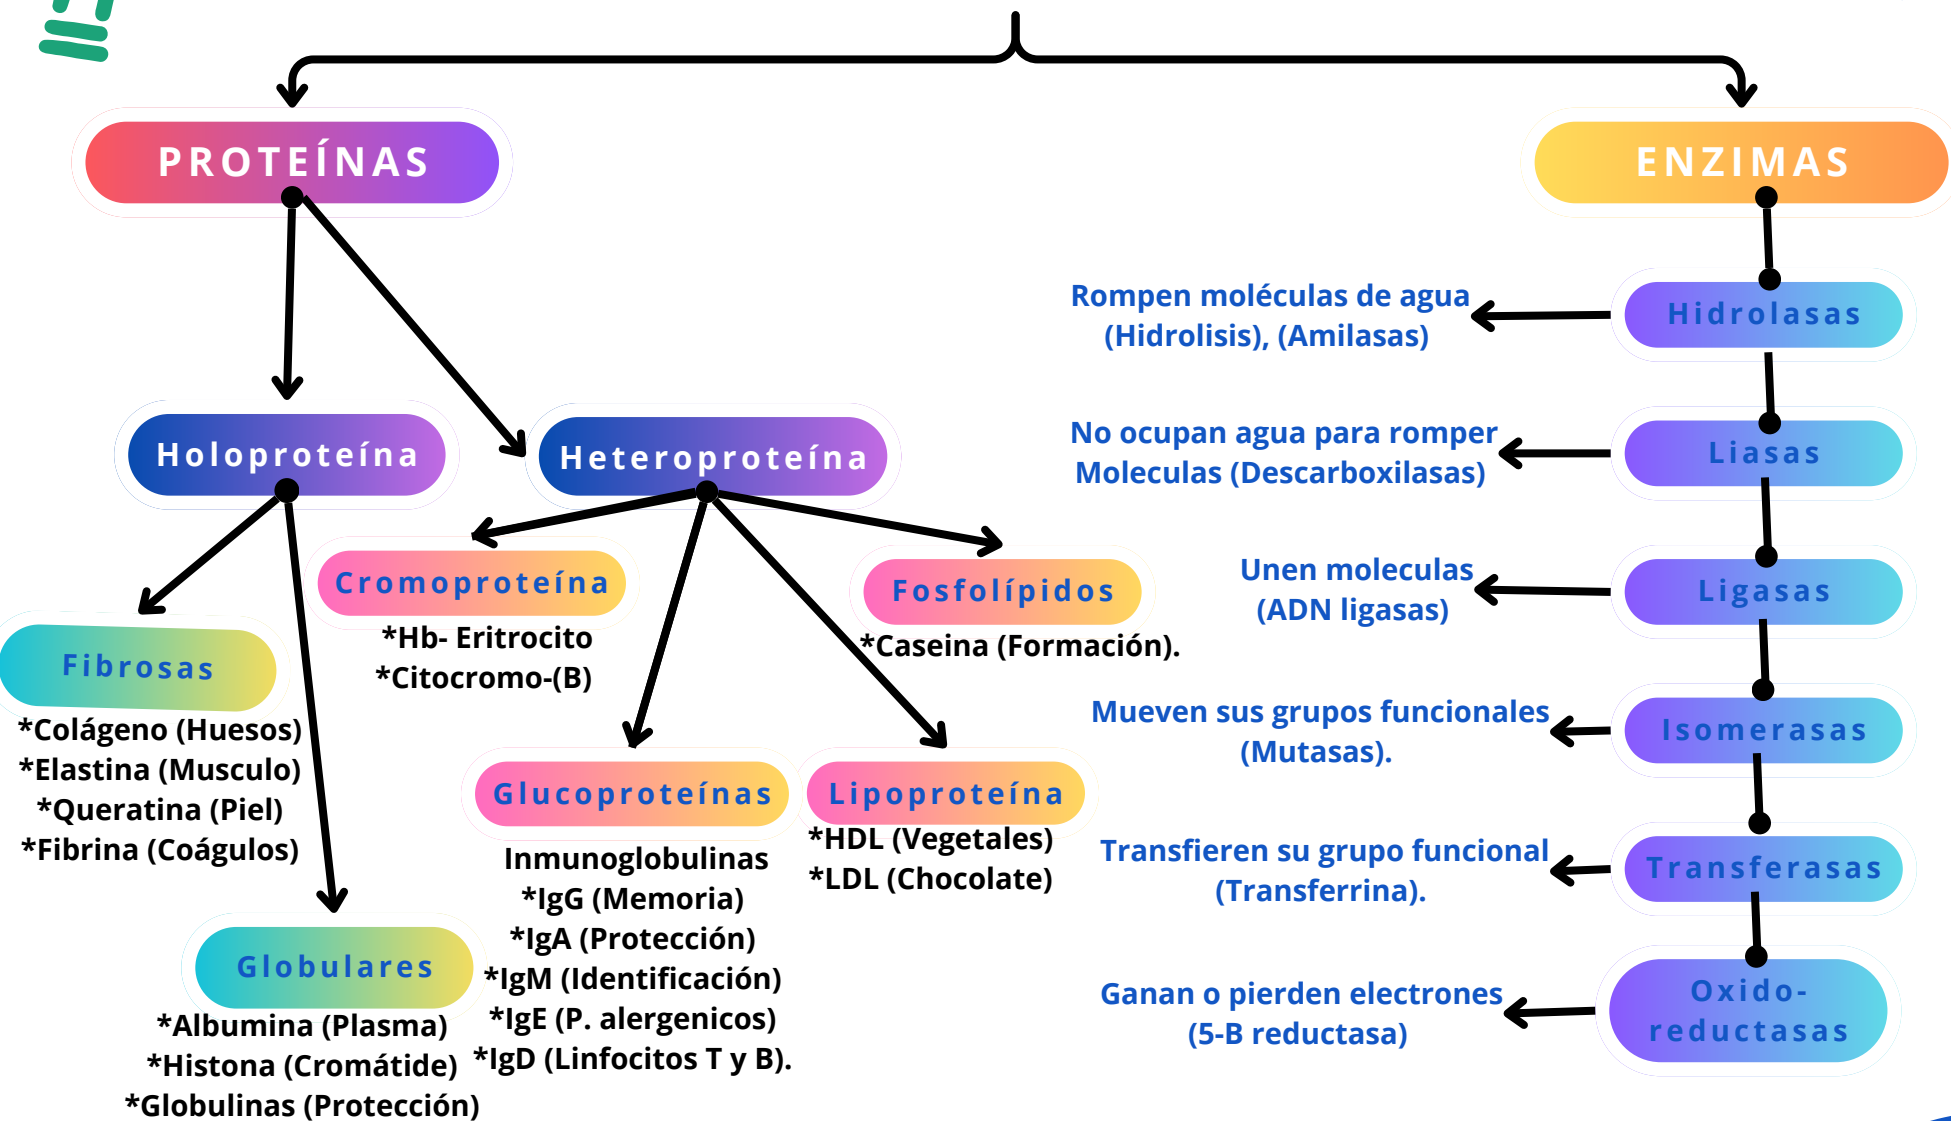 PROTEÍNAS
Holoproteína
Fibrosas
*Colágeno (Huesos)
*Elastina (Musculo)
*Queratina (Piel)
*Fibrina (Coágulos)
Globulares
*Albumina (Plasma)
*Histona (Cromátide)
*Globulinas (Protección)
Heteroproteína
Cromoproteína
*Hb- Eritrocito
*Citocromo-(B)
Glucoproteínas
Inmunoglobulinas
*IgG (Memoria)
*IgA (Protección)
*IgM (Identificación)
*IgE (P. alergenicos)
*IgD (Linfocitos T y B).
Lipoproteína
*HDL (Vegetales)
*LDL (Chocolate)
Fosfolípidos
*Caseina (Formación).
ENZIMAS
Hidrolasas
Rompen moléculas de agua
(Hidrolisis), (Amilasas)
Liasas
No ocupan agua para romper
Moleculas (Descarboxilasas)
Ligasas
Unen moleculas
(ADN ligasas)
Isomerasas
Mueven sus grupos funcionales
(Mutasas).
Transferasas
Transfieren su grupo funcional
(Transferrina).
Oxido-
reductasas
Ganan o pierden electrones
(5-B reductasa)